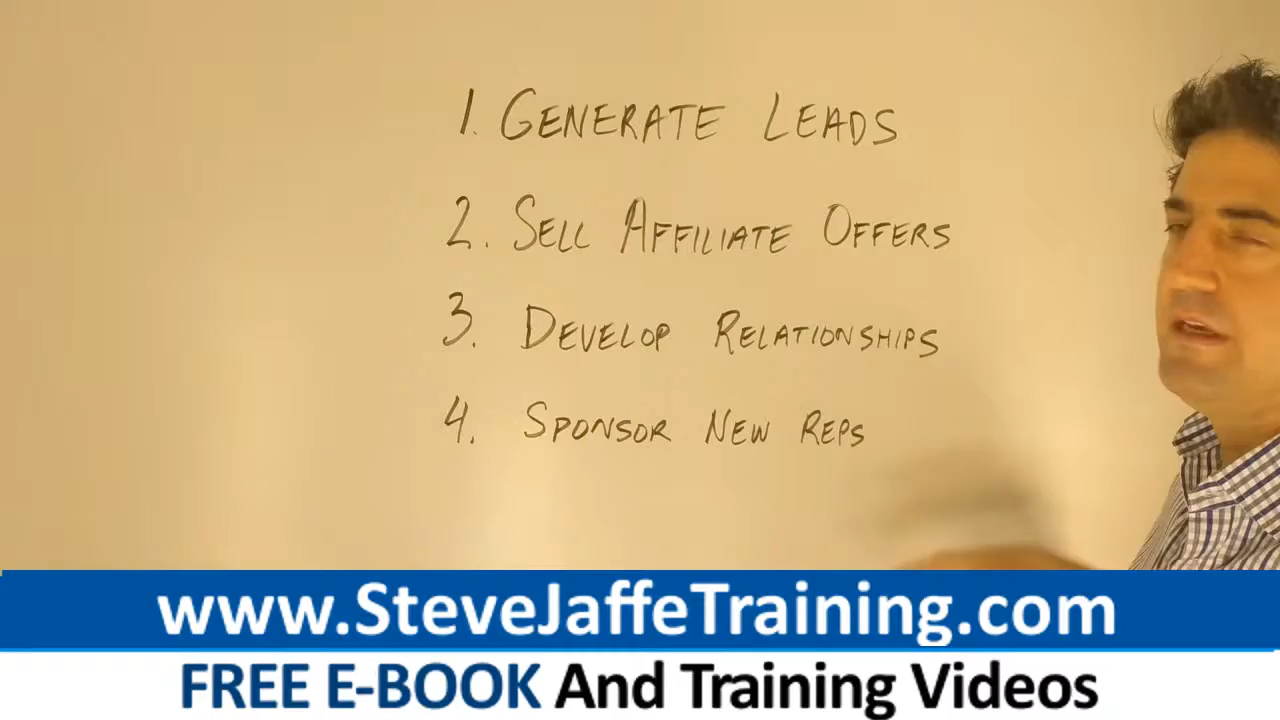 1. GENERATE LEADS
2. SELL AFFILIATE OFFERS
3. DEVELOP RELATIONSHIPS
4. SPONSOR NEW REPS
www.SteveJaffeTraining.com
FREE E-BOOK And Training Videos